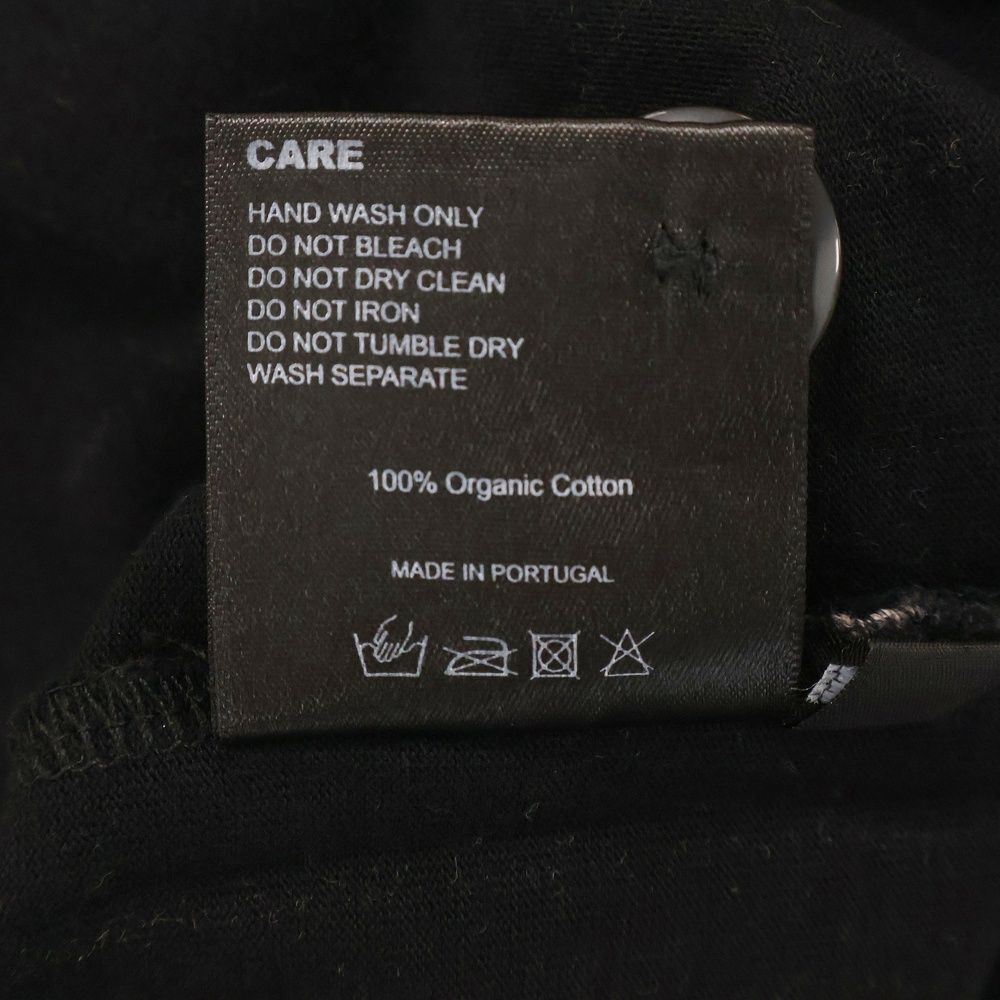 CARE
HAND WASH ONLY
DO NOT BLEACH
DO NOT DRY CLEAN
DO NOT IRON
DO NOT TUMBLE DRY
WASH SEPARATE
100% Organic Cotton
MADE IN PORTUGAL